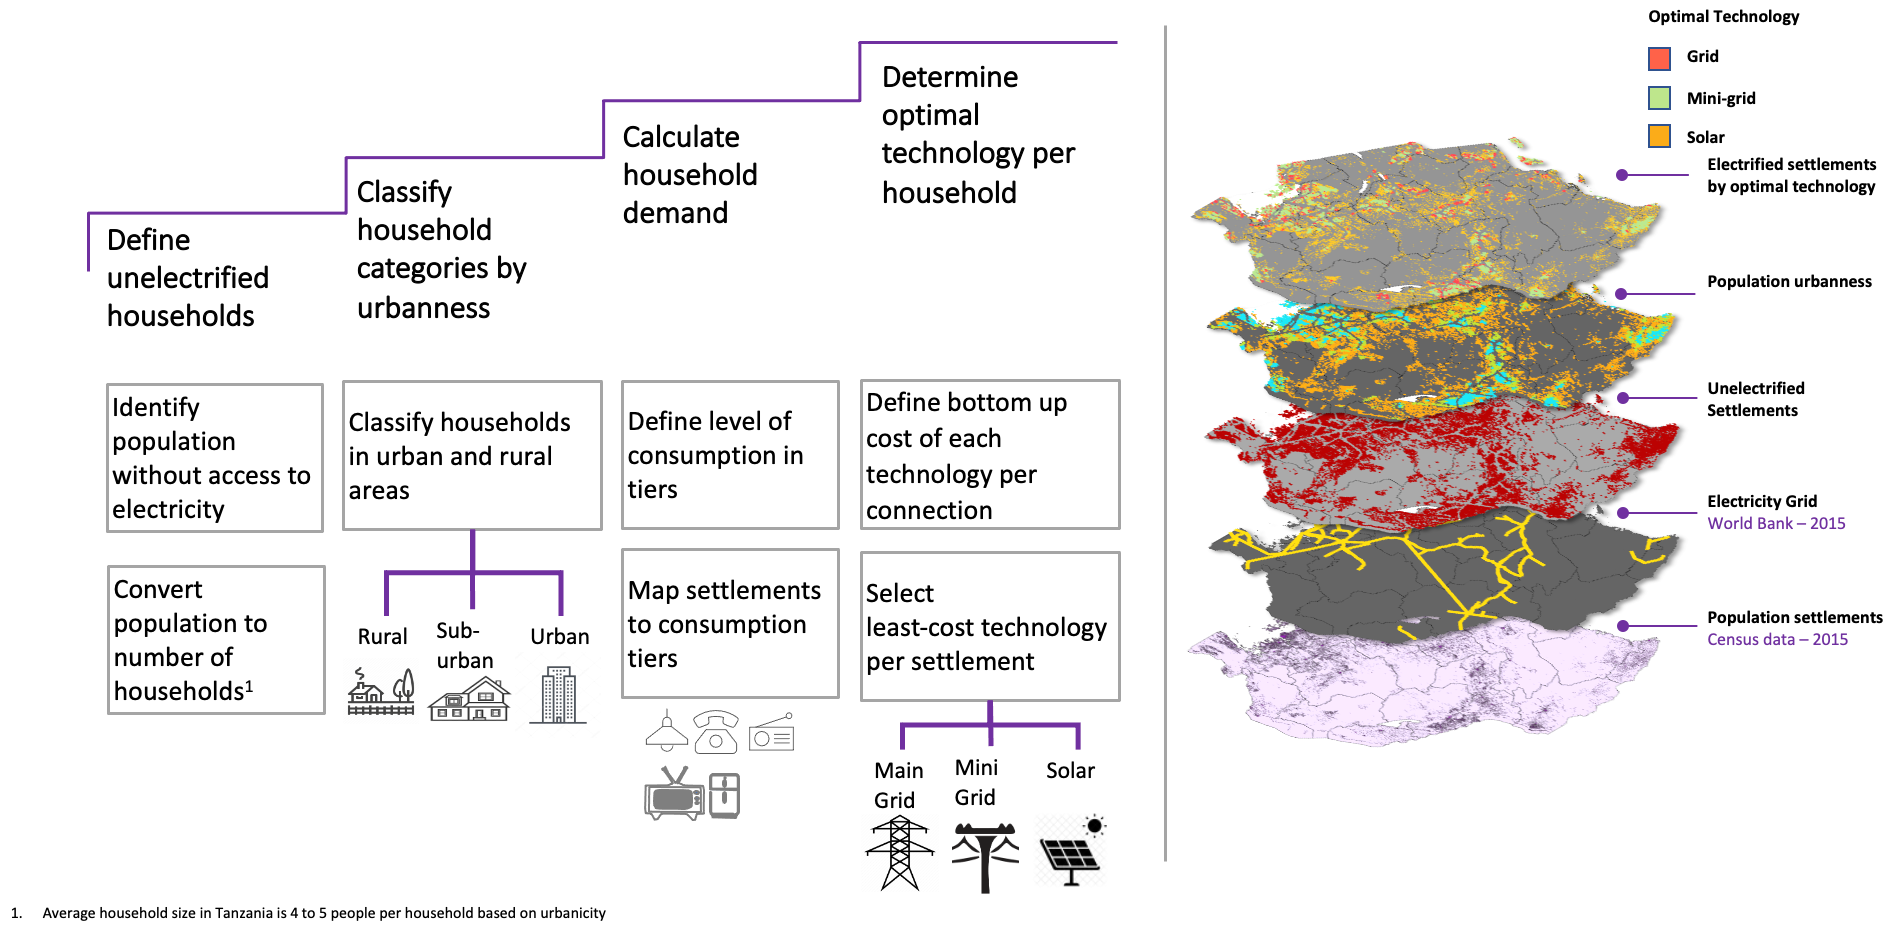 Define
unelectrified
households
Classify
household
categories by
urbanness
Calculate
household
demand
Determine
optimal
technology per
household
Identify
population
without access to
electricity
Convert
population to
number of
households1
Classify households
in urban and rural
areas
Rural
Sub-
urban
Urban
Define level of
consumption in
tiers
Map settlements
to consumption
tiers
Define bottom up
cost of each
technology per
connection
Select
least-cost technology
per settlement
Main
Grid
Mini
Grid
Solar
Optimal Technology
Grid
Mini-grid
Solar
Electrified settlements
by optimal technology
Population urbanness
Unelectrified
Settlements
Electricity Grid
World Bank – 2015
Population settlements
Census data – 2015
1. Average household size in Tanzania is 4 to 5 people per household based on urbanicity